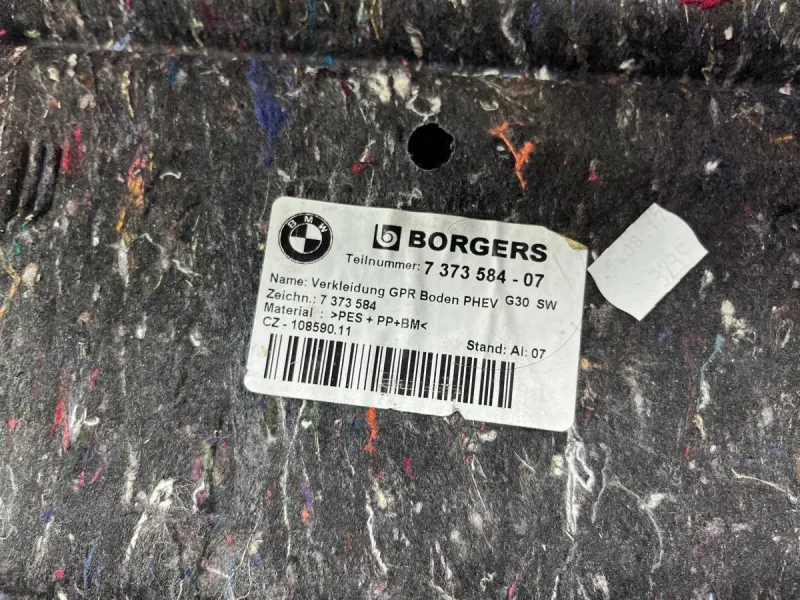 BMW
BORGERS
Teilnummer: 7 373 584 - 07
Name: Verkleidung GPR Boden PHEV G30 SW
Zeichn.: 7 373 584
Material : >PES + PP+BM<
CZ - 108590.11
Stand: AI: 07